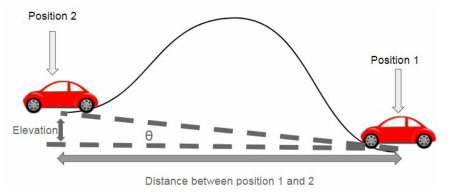 Position 2
Position 1
Elevation
θ
Distance between position 1 and 2